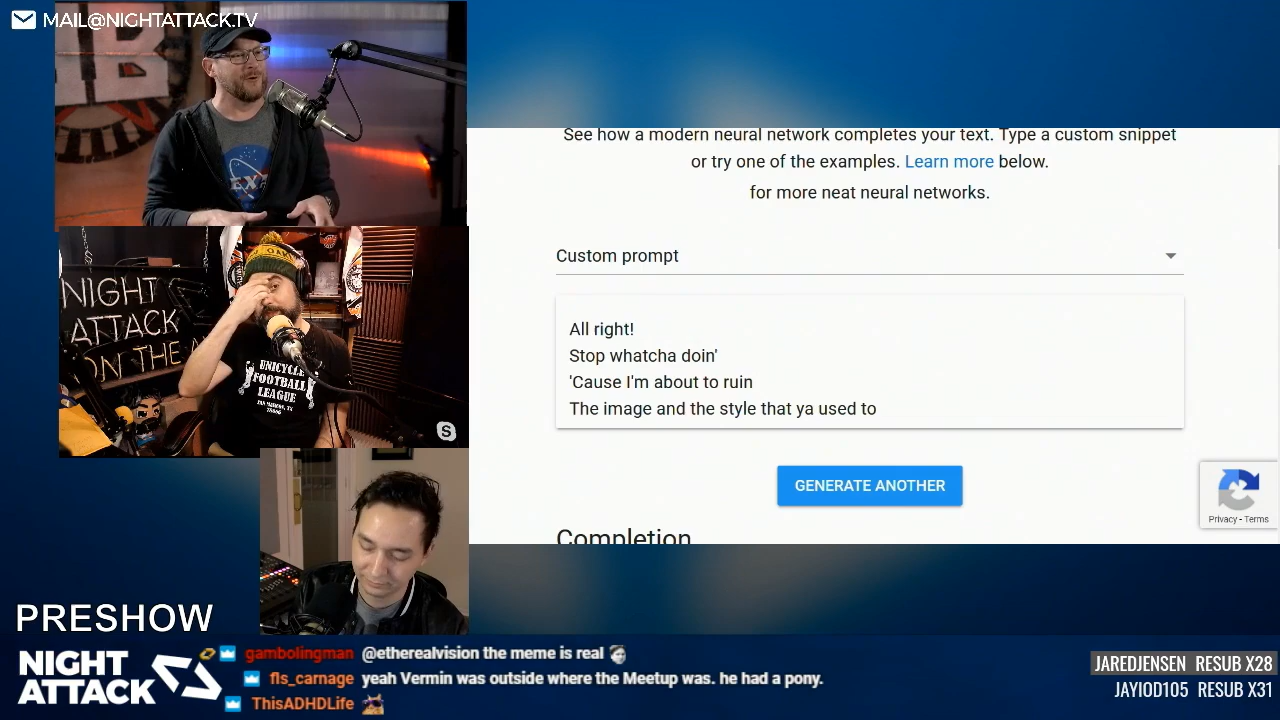 MAIL@NIGHTATTACK.TV
See how a modern neural network completes your text. Type a custom snippet
or try one of the examples. Learn more below.
for more neat neural networks.
Custom prompt
All right!
Stop whatcha doin'
'Cause I'm about to ruin
The image and the style that ya used to
GENERATE ANOTHER
Privacy - Terms
Completion
NIGHT
ATTACK
ON THE
UNICYCLE
FOOTBALL
LEAGUE
PRESHOW
NIGHT
ATTACK
gambolingman @etherealvision the meme is real
fls_carnage yeah Vermin was outside where the Meetup was. he had a pony.
ThisADHDLife
JAREDJENSEN RESUB X28
JAYIOD105 RESUB X31